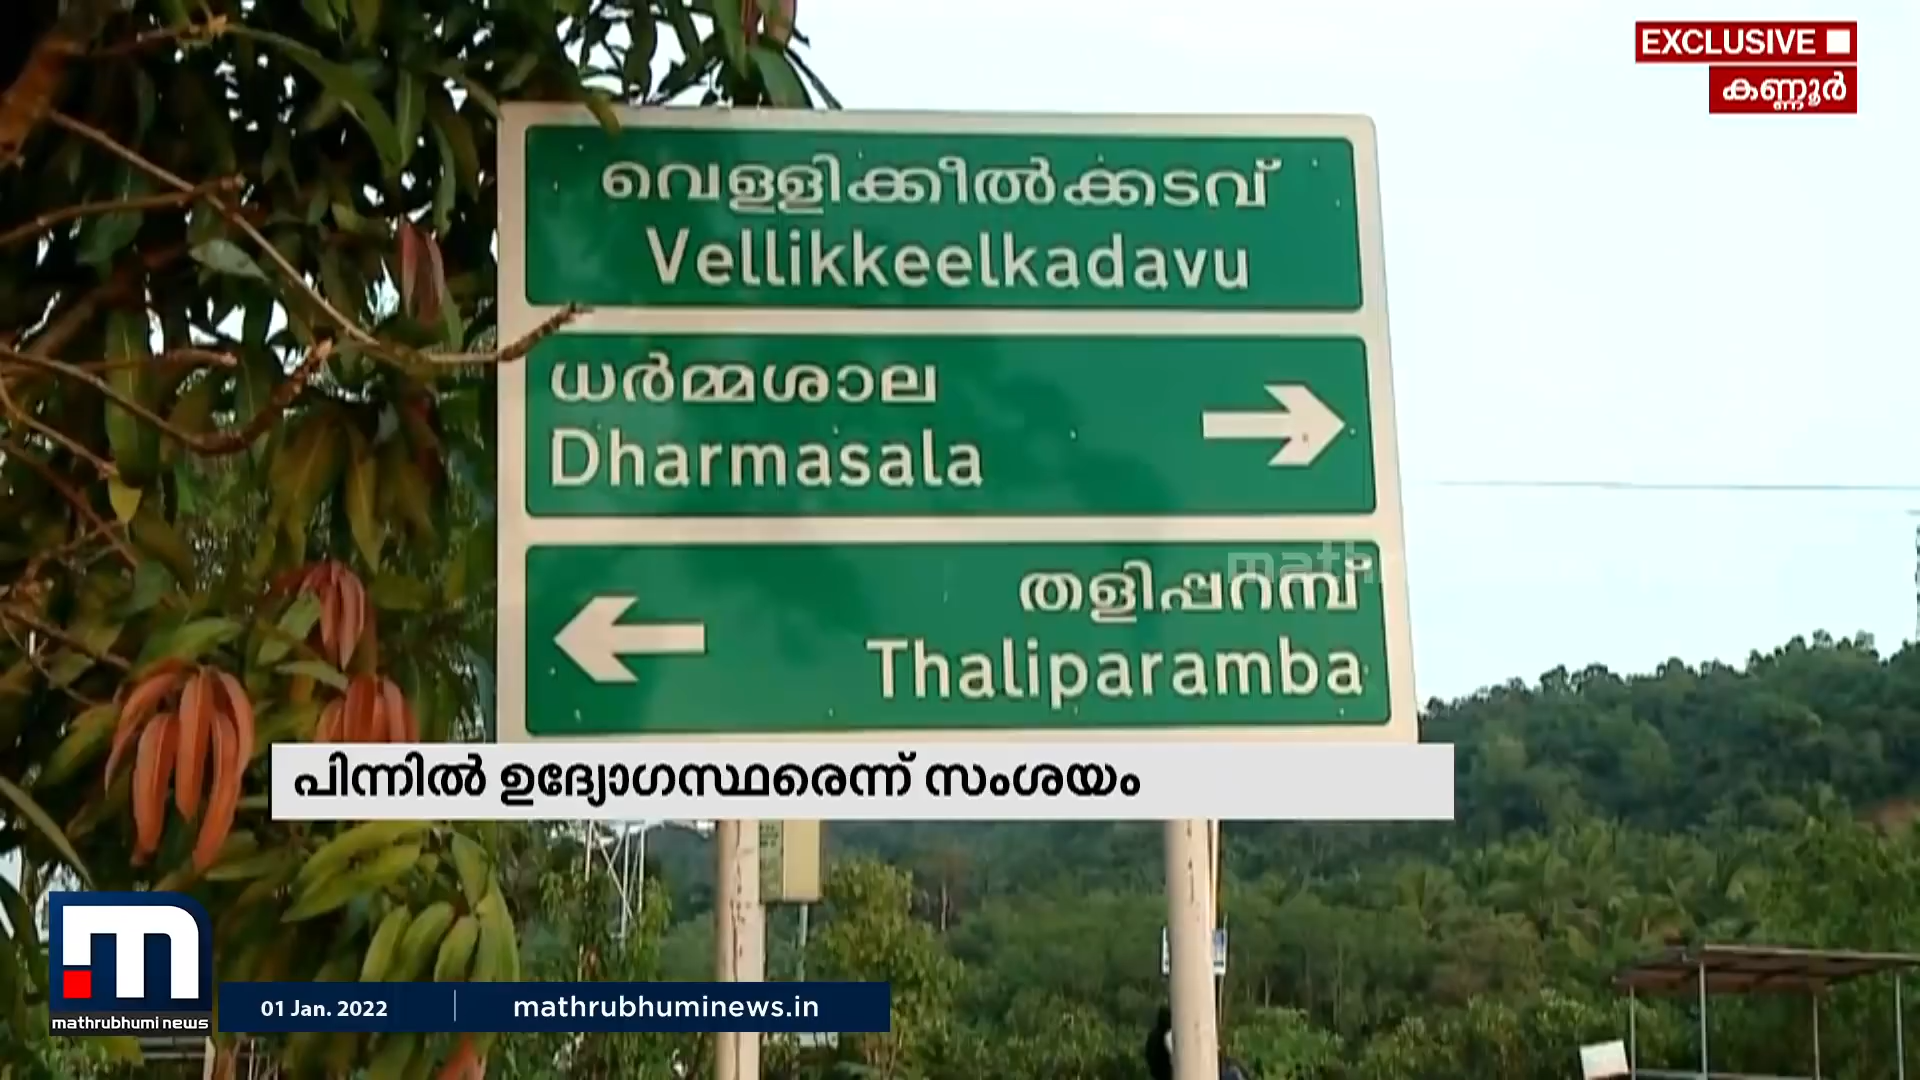 EXCLUSIVE
കണ്ണൂർ
വെള്ളിക്കീൽക്കടവ്
Vellikkeelkadavu
ധർമ്മശാല
Dharmasala
തളിപ്പറമ്പ്
Thaliparamba
പിന്നിൽ ഉദ്യോഗസ്ഥരെന്ന് സംശയം
mathrubhumi news
01 Jan. 2022
mathrubhuminews.in